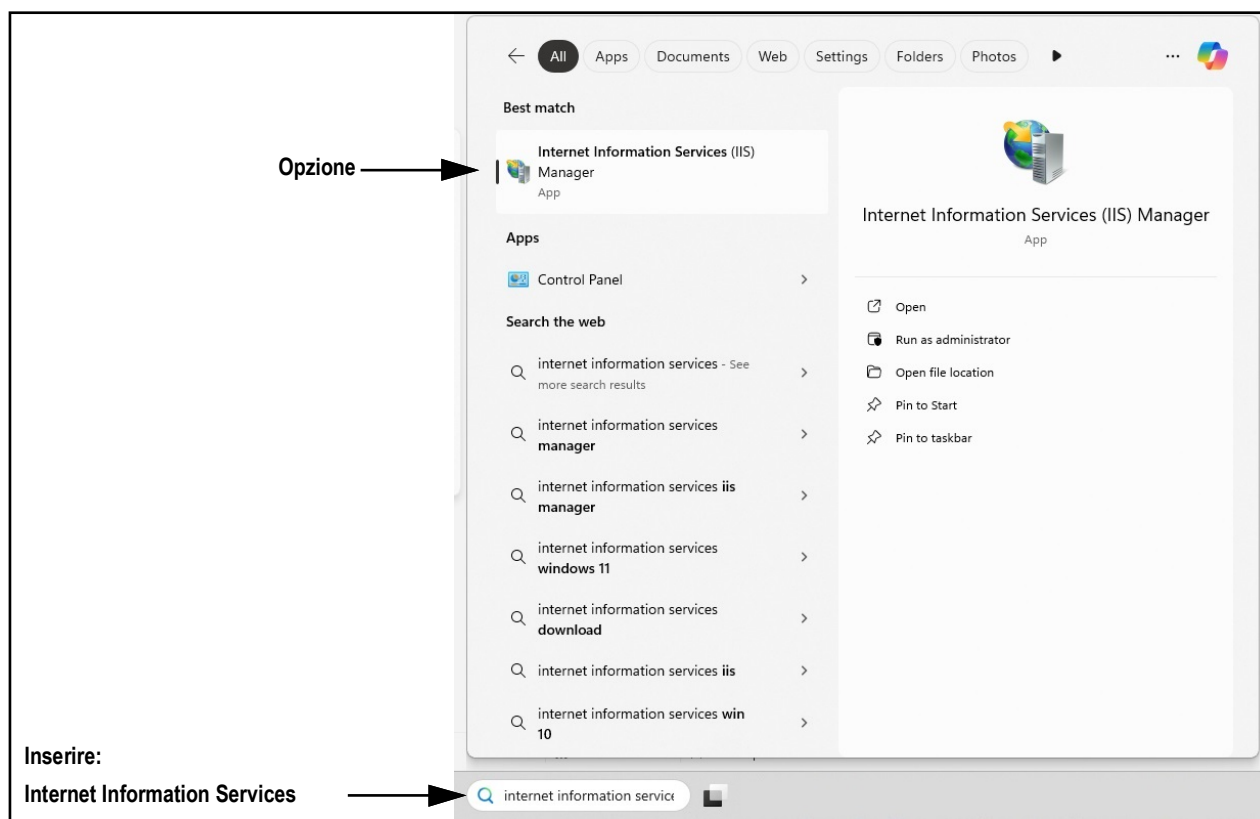 All Apps Documents Web Settings Folders Photos ...
Best match
Opzione
Internet Information Services (IIS)
Manager
App
Apps
Control Panel
Search the web
internet information services - See
more search results
internet information services
manager
internet information services iis
manager
internet information services
windows 11
internet information services
download
internet information services iis
internet information services win
10
Internet Information Services (IIS) Manager
App
Open
Run as administrator
Open file location
Pin to Start
Pin to taskbar
Inserire:
Internet Information Services
internet information service